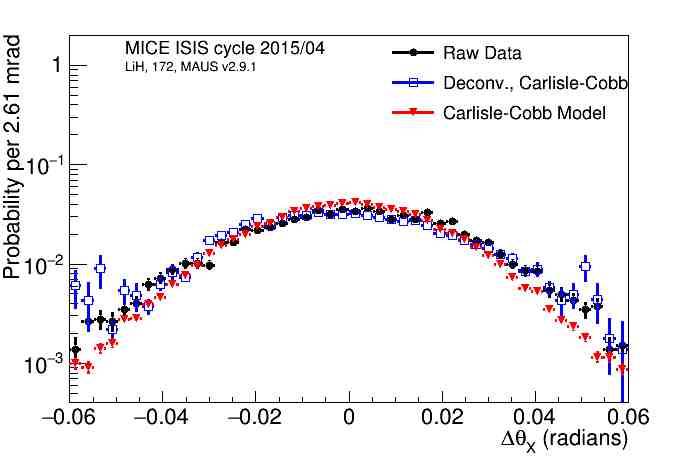 MICE ISIS cycle 2015/04
LiH, 172, MAUS v2.9.1
Raw Data
Deconv., Carlisle-Cobb
Carlisle-Cobb Model
Probability per 2.61 mrad
1
10⁻¹
10⁻²
10⁻³
−0.06 −0.04 −0.02 0 0.02 0.04 0.06
Δθ_X (radians)